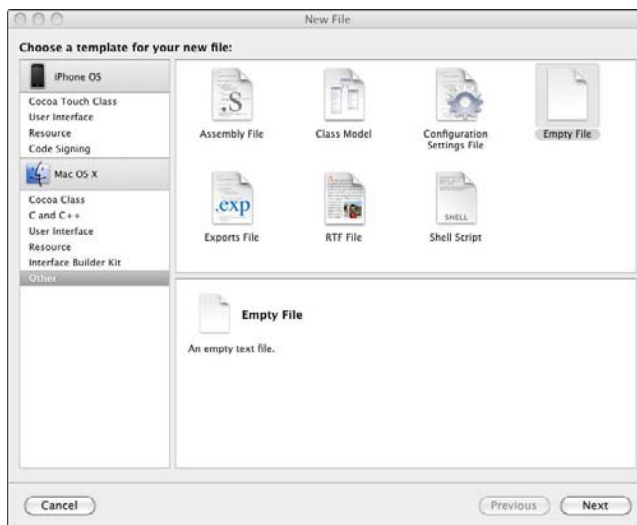 New File
Choose a template for your new file:
iPhone OS
Cocoa Touch Class
User Interface
Resource
Code Signing
Mac OS X
Cocoa Class
C and C++
User Interface
Resource
Interface Builder Kit
Other
.S
Assembly File
Class Model
Configuration
Settings File
Empty File
.exp
Exports File
RTF File
SHELL
Shell Script
Empty File
An empty text file.
Cancel
Previous
Next